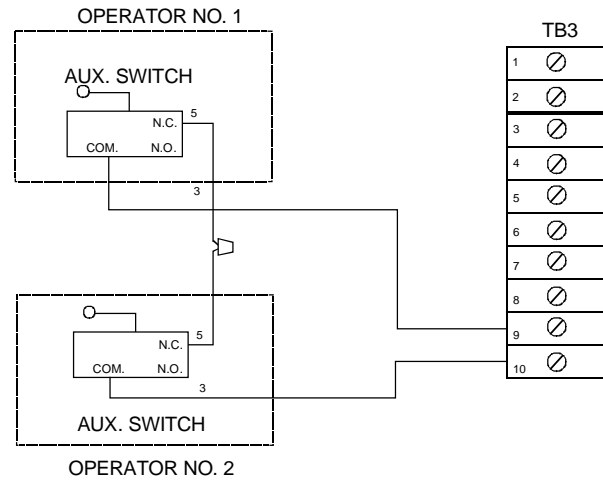 OPERATOR NO. 1
AUX. SWITCH
N.C.
5
COM.
N.O.
3
5
N.C.
COM.
N.O.
3
AUX. SWITCH
OPERATOR NO. 2
TB3
1
2
3
4
5
6
7
8
9
10